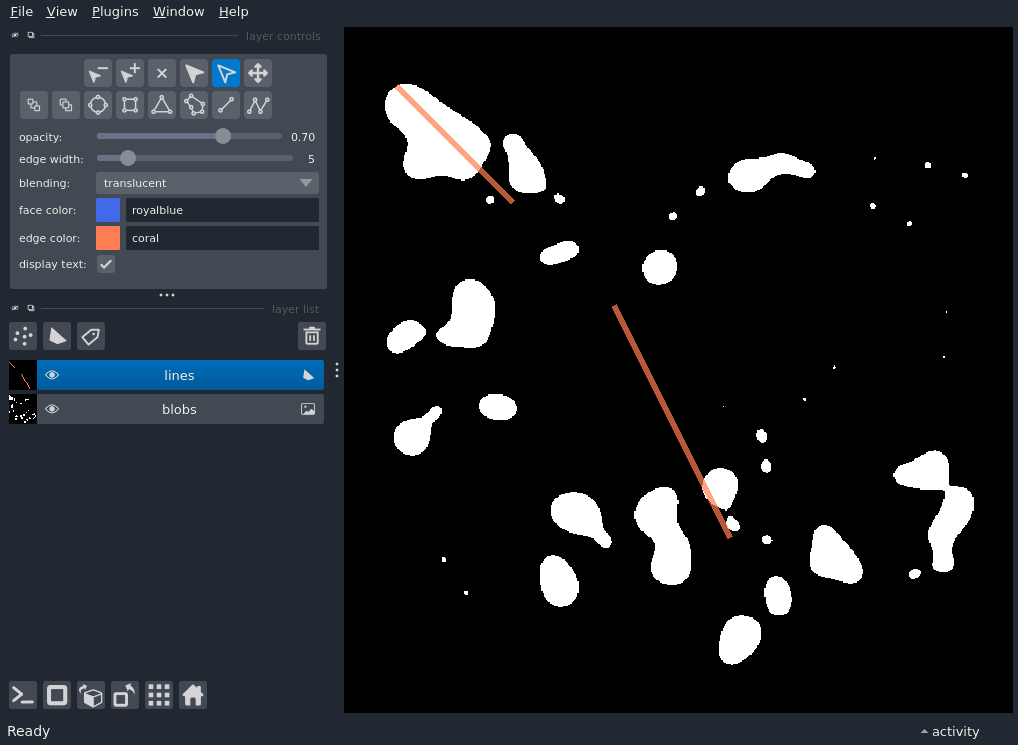 File View Plugins Window Help
layer controls
opacity: 0.70
edge width: 5
blending: translucent
face color: royalblue
edge color: coral
display text:
layer list
lines
blobs
Ready activity